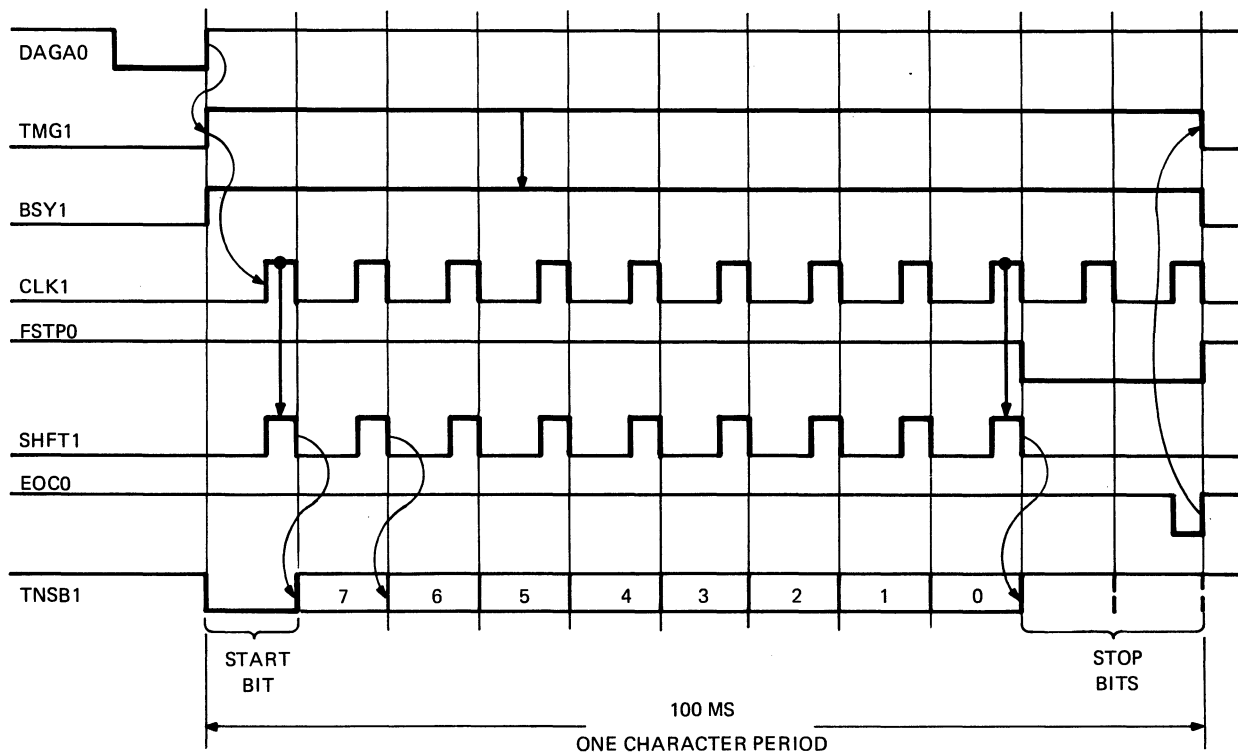 DAGA0
TMG1
BSY1
CLK1
FSTP0
SHFT1
EOC0
TNSB1
7 6 5 4 3 2 1 0
START
BIT
STOP
BITS
100 MS
ONE CHARACTER PERIOD